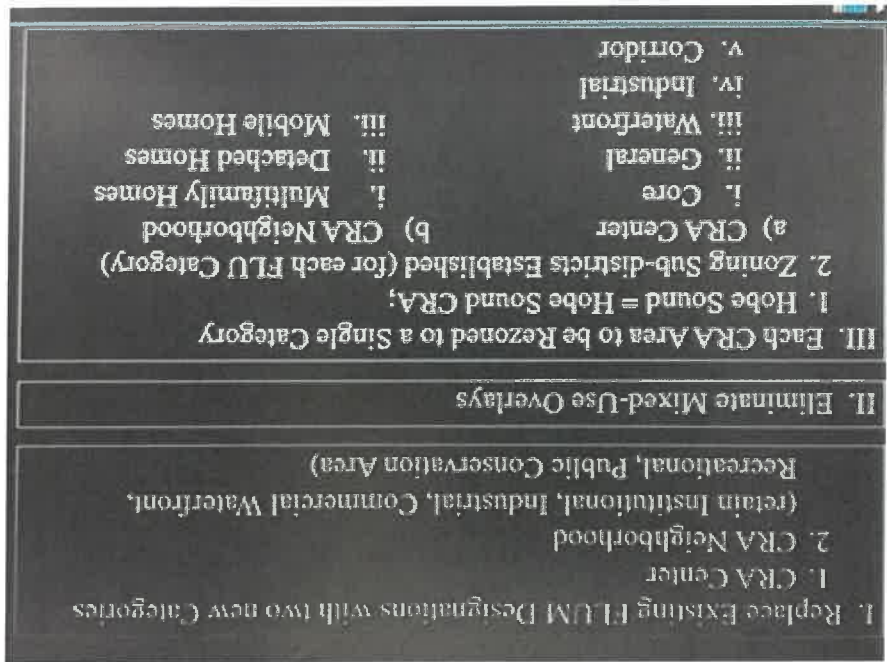 I. Replace Existing FLUM Designations with two new Categories
1. CRA Center
2. CRA Neighborhood
(retain Institutional, Industrial, Commercial Waterfront,
Recreational, Public Conservation Area)
II. Eliminate Mixed-Use Overlays
III. Each CRA Area to be Rezoned to a Single Category
1. Hobe Sound = Hobe Sound CRA;
2. Zoning Sub-districts Established (for each FLU Category)
a) CRA Center
i. Core
ii. General
iii. Waterfront
iv. Industrial
v. Corridor
b) CRA Neighborhood
i. Multifamily Homes
ii. Detached Homes
iii. Mobile Homes